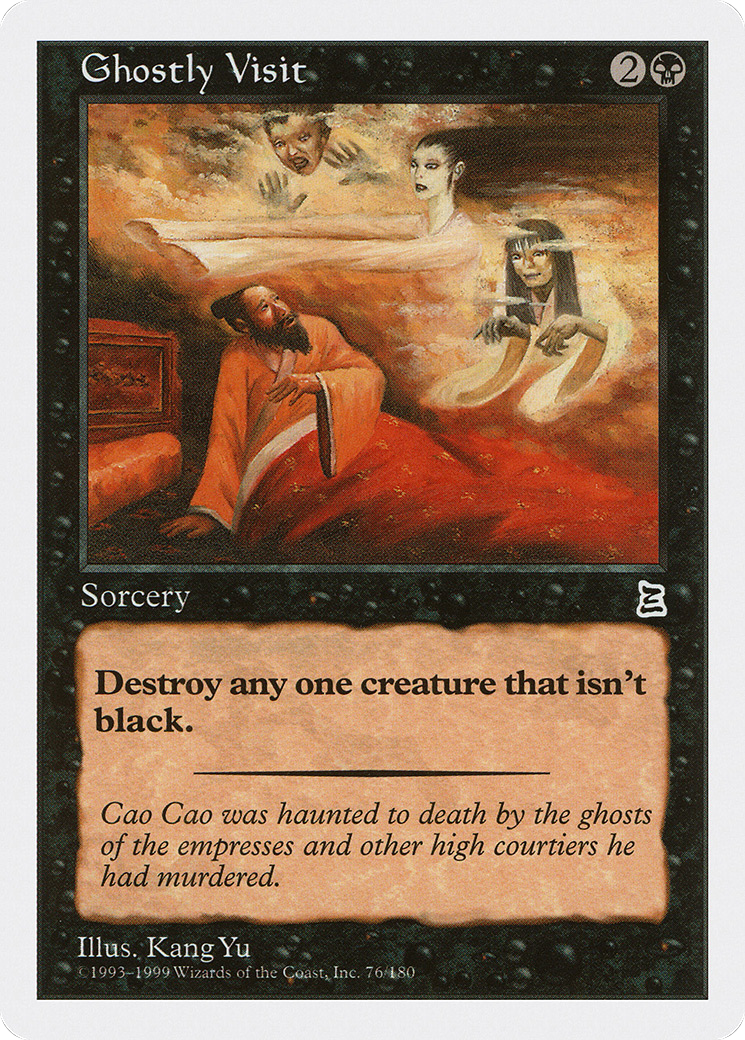 Ghostly Visit
2
Sorcery
Destroy any one creature that isn't
black.
Cao Cao was haunted to death by the ghosts
of the empresses and other high courtiers he
had murdered.
Illus. Kang Yu
©1993–1999 Wizards of the Coast, Inc. 76/180